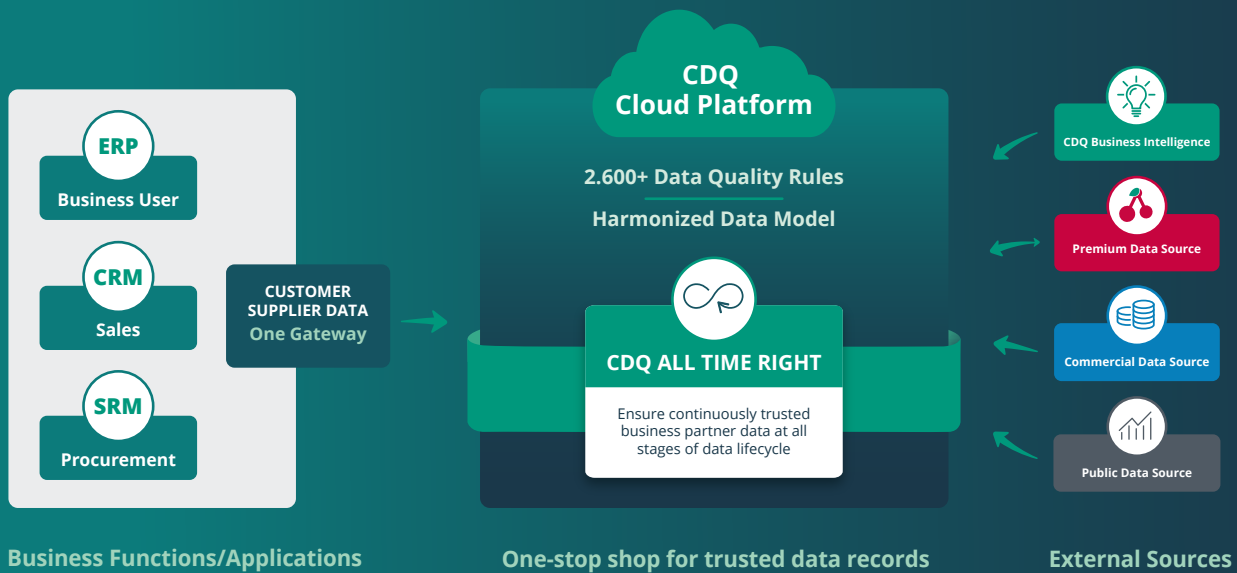 ERP
Business User
CRM
Sales
SRM
Procurement
CUSTOMER
SUPPLIER DATA
One Gateway
Business Functions/Applications
CDQ
Cloud Platform
2.600+ Data Quality Rules
Harmonized Data Model
CDQ ALL TIME RIGHT
Ensure continuously trusted
business partner data at all
stages of data lifecycle
One-stop shop for trusted data records
CDQ Business Intelligence
Premium Data Source
Commercial Data Source
Public Data Source
External Sources